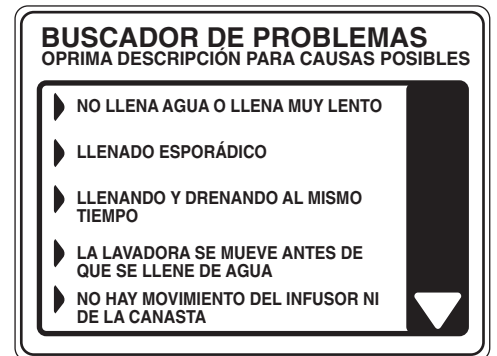 BUSCADOR DE PROBLEMAS
OPRIMA DESCRIPCIÓN PARA CAUSAS POSIBLES
NO LLENA AGUA O LLENA MUY LENTO
LLENADO ESPORÁDICO
LLENANDO Y DRENANDO AL MISMO
TIEMPO
LA LAVADORA SE MUEVE ANTES DE
QUE SE LLENE DE AGUA
NO HAY MOVIMIENTO DEL INFUSOR NI
DE LA CANASTA